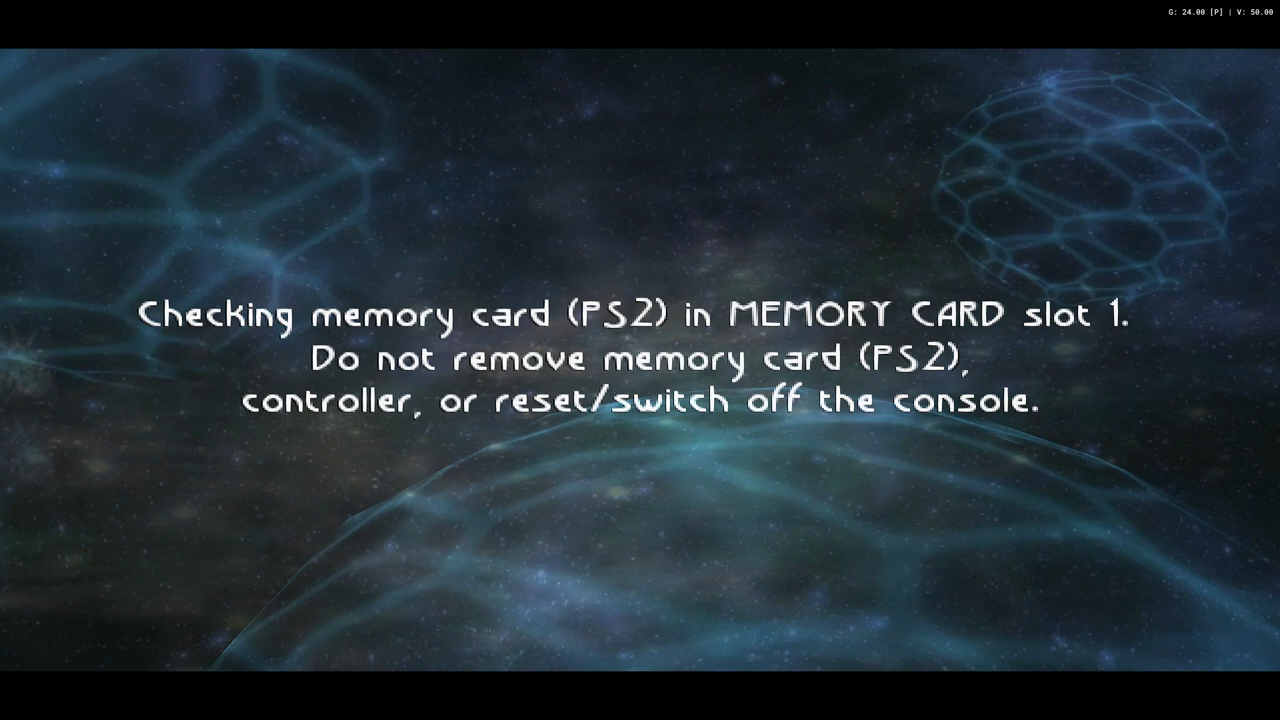 G: 24.00 [P] | V: 50.00
Checking memory card (PS2) in MEMORY CARD slot 1.
Do not remove memory card (PS2),
controller, or reset/switch off the console.